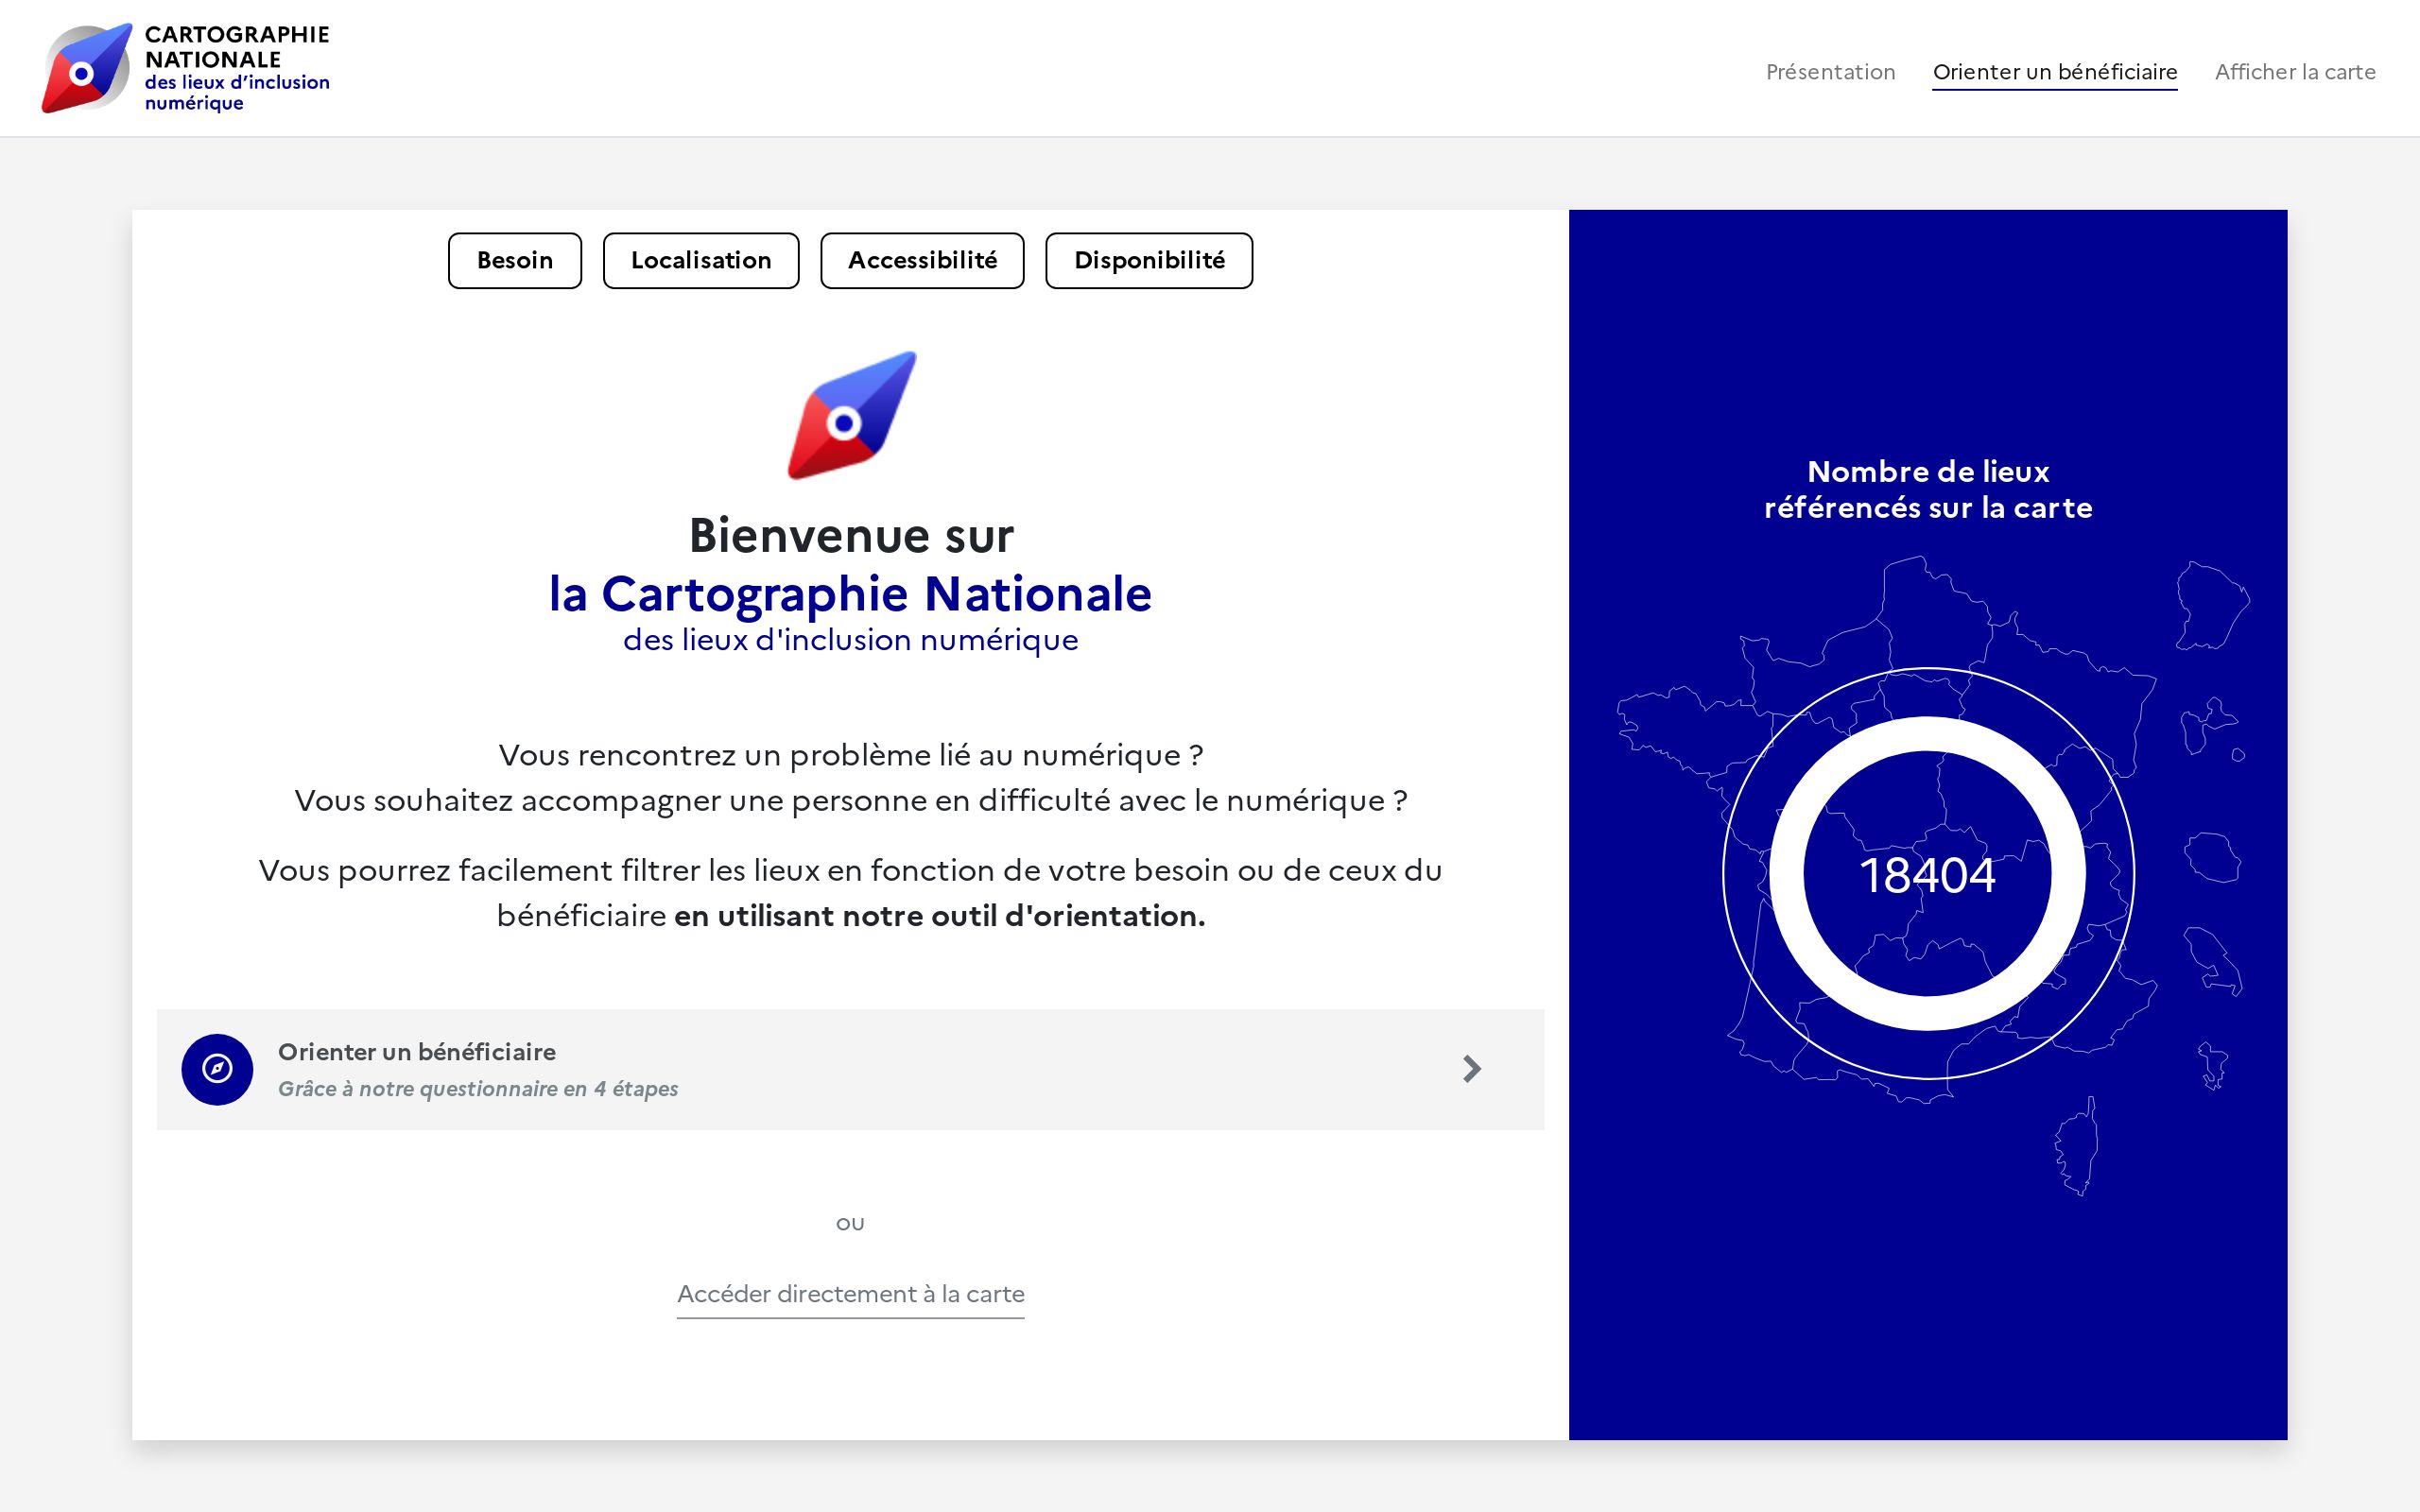 CARTOGRAPHIE
NATIONALE
des lieux d’inclusion
numérique
Présentation
Orienter un bénéficiaire
Afficher la carte
Besoin
Localisation
Accessibilité
Disponibilité
Bienvenue sur
la Cartographie Nationale
des lieux d'inclusion numérique
Vous rencontrez un problème lié au numérique ?
Vous souhaitez accompagner une personne en difficulté avec le numérique ?
Vous pourrez facilement filtrer les lieux en fonction de votre besoin ou de ceux du
bénéficiaire en utilisant notre outil d'orientation.
Orienter un bénéficiaire
Grâce à notre questionnaire en 4 étapes
ou
Accéder directement à la carte
Nombre de lieux
référencés sur la carte
18404